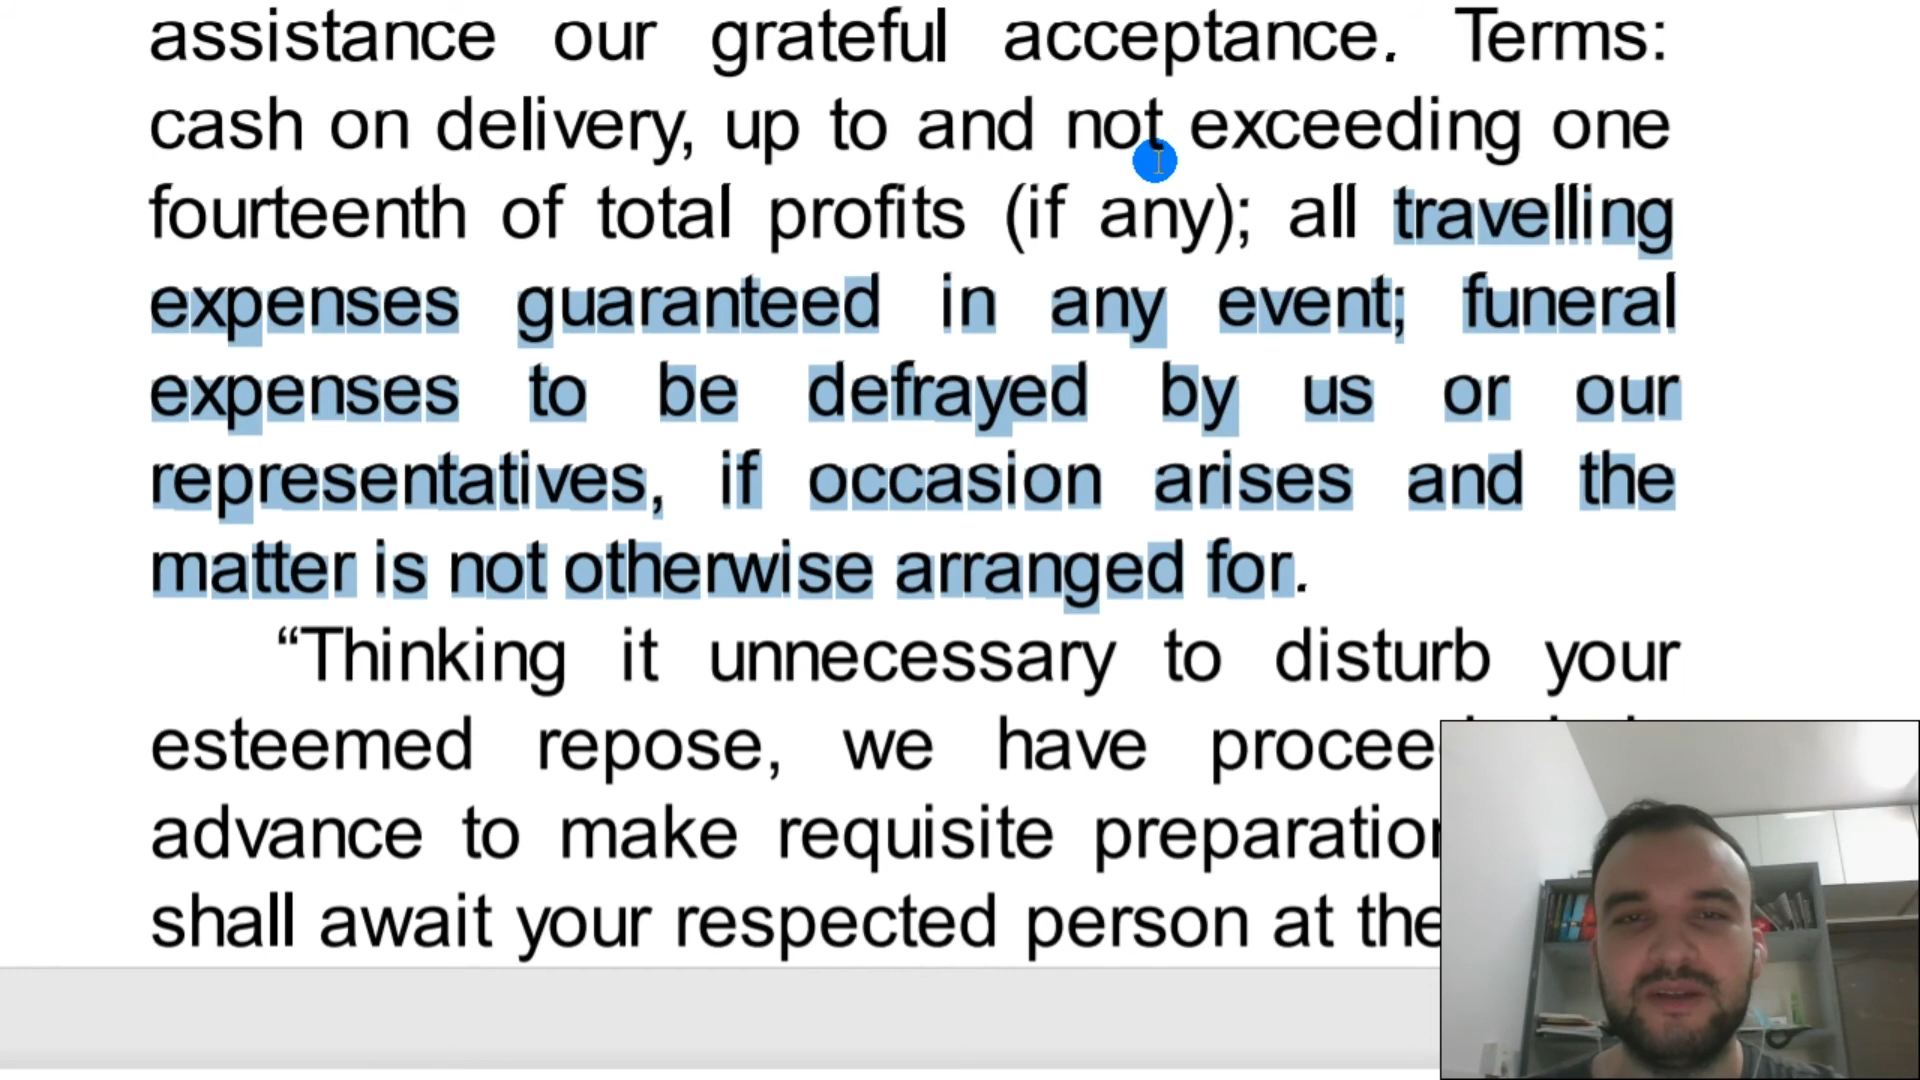 assistance our grateful acceptance. Terms:
cash on delivery, up to and not exceeding one
fourteenth of total profits (if any); all travelling
expenses guaranteed in any event; funeral
expenses to be defrayed by us or our
representatives, if occasion arises and the
matter is not otherwise arranged for.
“Thinking it unnecessary to disturb your
esteemed repose, we have
advance to make requisite
shall await your respected person at the